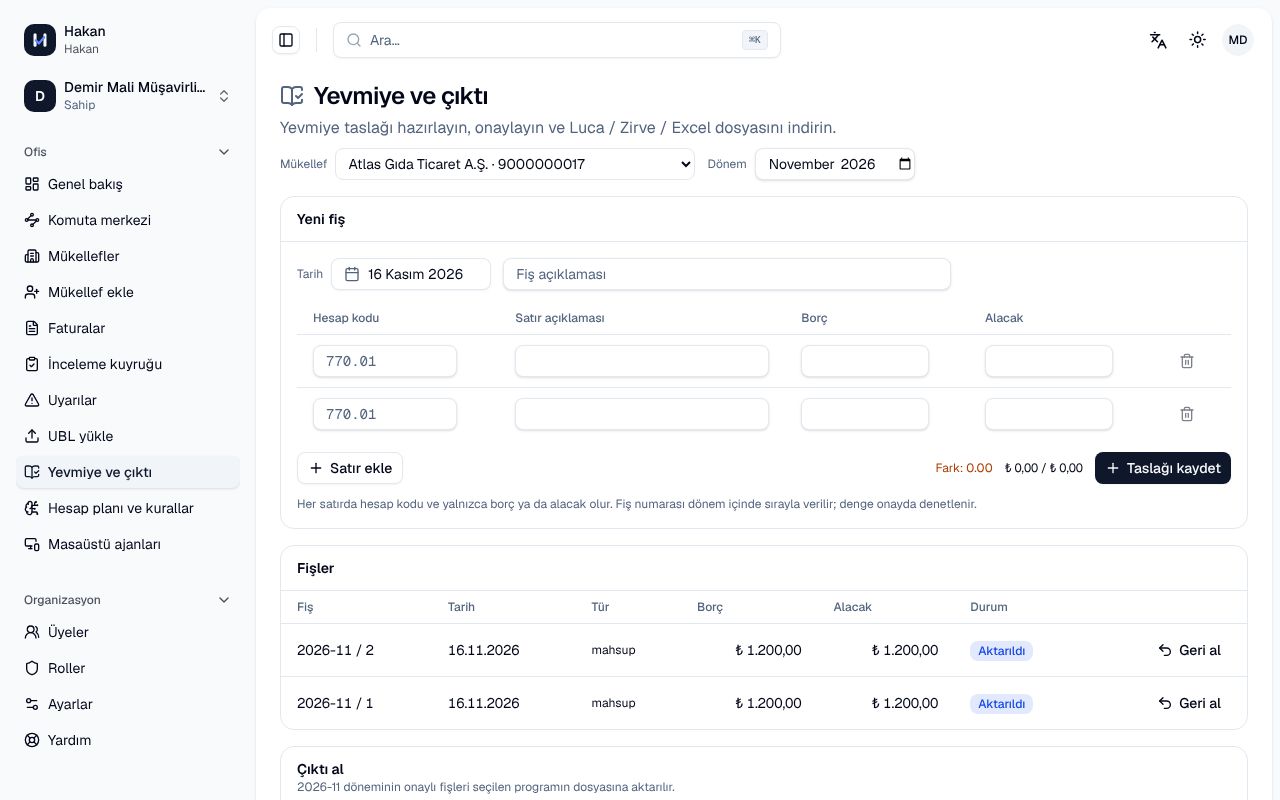 Hakan
Hakan
D
Demir Mali Müşavirli...
Sahip
Ofis
Genel bakış
Komuta merkezi
Mükellefler
Mükellef ekle
Faturalar
İnceleme kuyruğu
Uyarılar
UBL yükle
Yevmiye ve çıktı
Hesap planı ve kurallar
Masaüstü ajanları
Organizasyon
Üyeler
Roller
Ayarlar
Yardım
Ara...
⌘K
MD
Yevmiye ve çıktı
Yevmiye taslağı hazırlayın, onaylayın ve Luca / Zirve / Excel dosyasını indirin.
Mükellef Atlas Gıda Ticaret A.Ş. · 9000000017 Dönem November 2026
Yeni fiş
Tarih 16 Kasım 2026 Fiş açıklaması
Hesap kodu Satır açıklaması Borç Alacak
770.01
770.01
Satır ekle Fark: 0.00 ₺ 0,00 / ₺ 0,00 Taslağı kaydet
Her satırda hesap kodu ve yalnızca borç ya da alacak olur. Fiş numarası dönem içinde sırayla verilir; denge onayda denetlenir.
Fişler
Fiş Tarih Tür Borç Alacak Durum
2026-11 / 2 16.11.2026 mahsup ₺ 1.200,00 ₺ 1.200,00 Aktarıldı Geri al
2026-11 / 1 16.11.2026 mahsup ₺ 1.200,00 ₺ 1.200,00 Aktarıldı Geri al
Çıktı al
2026-11 döneminin onaylı fişleri seçilen programın dosyasına aktarılır.